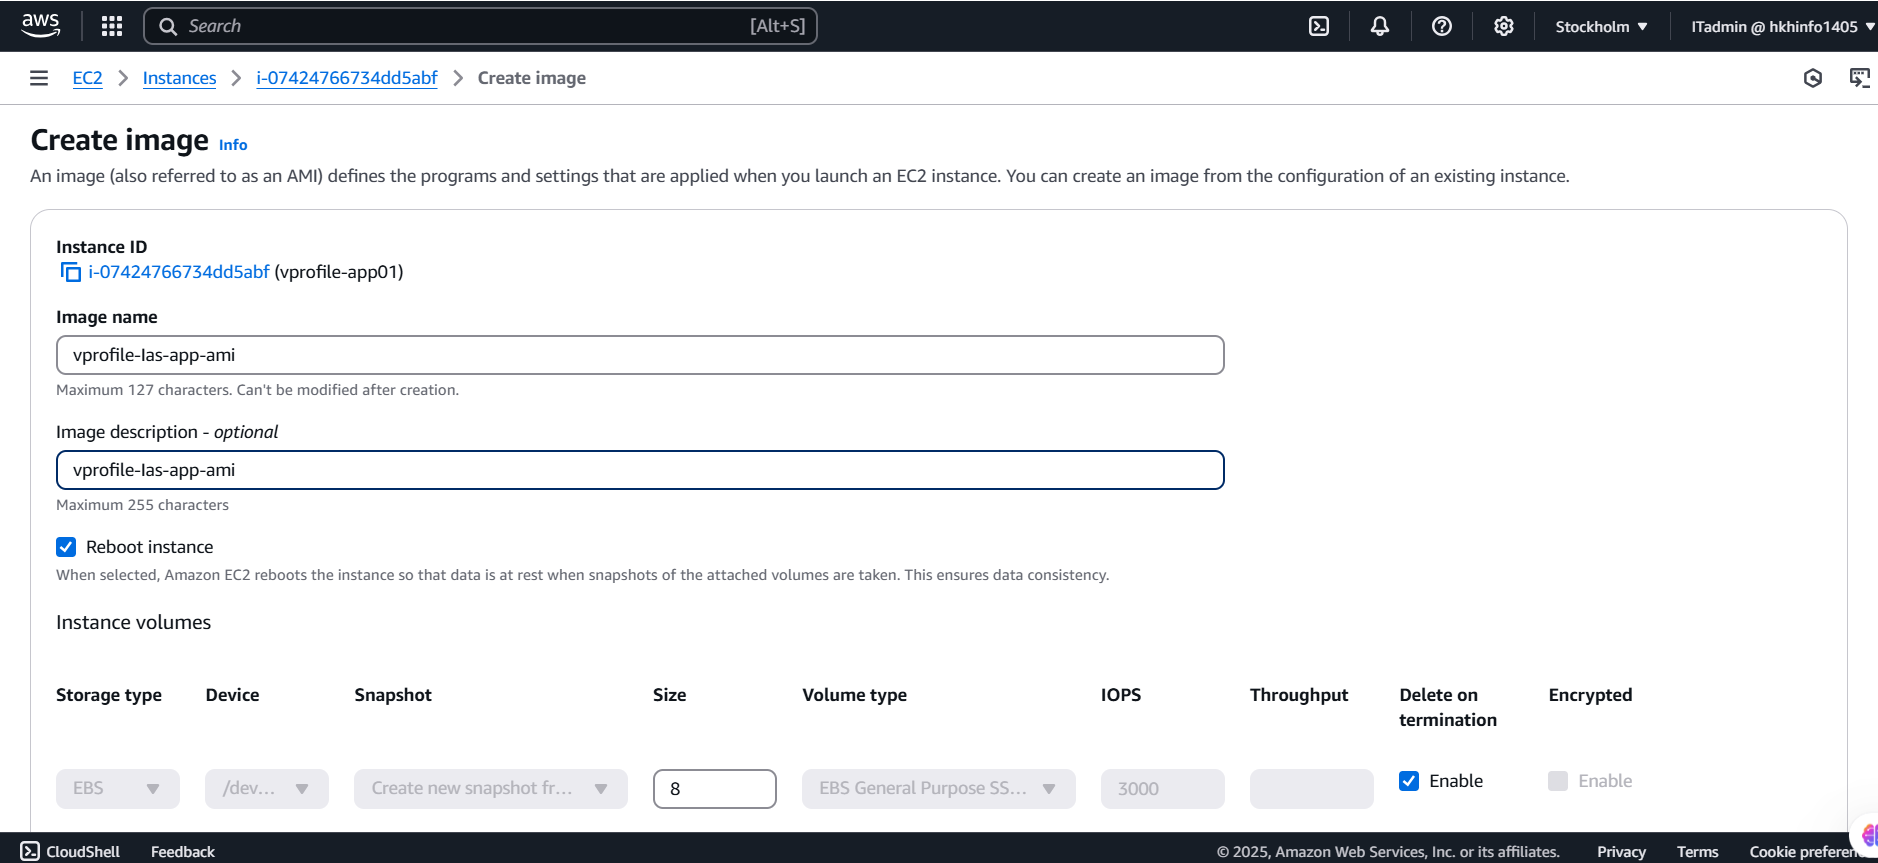 aws Search [Alt+S] Stockholm ITadmin @ hkhinfo1405
EC2 Instances i-07424766734dd5abf Create image
Create image Info
An image (also referred to as an AMI) defines the programs and settings that are applied when you launch an EC2 instance. You can create an image from the configuration of an existing instance.
Instance ID
i-07424766734dd5abf (vprofile-app01)
Image name
vprofile-las-app-ami
Maximum 127 characters. Can't be modified after creation.
Image description - optional
vprofile-las-app-ami
Maximum 255 characters
Reboot instance
When selected, Amazon EC2 reboots the instance so that data is at rest when snapshots of the attached volumes are taken. This ensures data consistency.
Instance volumes
Storage type Device Snapshot Size Volume type IOPS Throughput Delete on termination Encrypted
EBS /dev... Create new snapshot fr... 8 EBS General Purpose SS... 3000 Enable Enable
CloudShell Feedback © 2025, Amazon Web Services, Inc. or its affiliates. Privacy Terms Cookie preferen